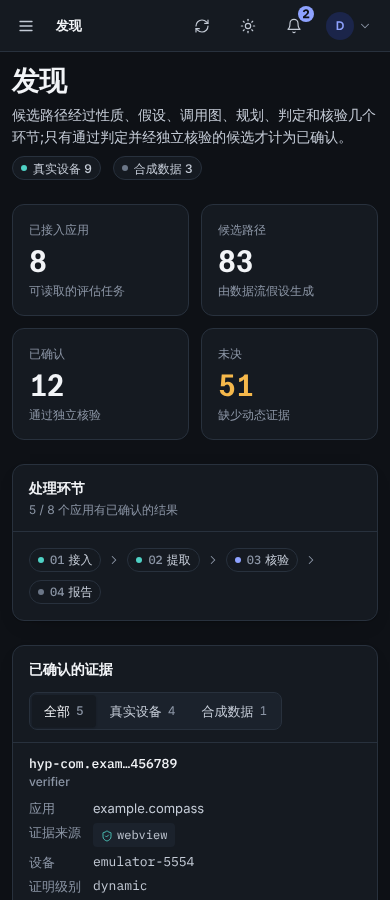 发现
2
D
发现
候选路径经过性质、假设、调用图、规划、判定和核验几个
环节;只有通过判定并经独立核验的候选才计为已确认。
真实设备 9
合成数据 3
已接入应用
8
可读取的评估任务
候选路径
83
由数据流假设生成
已确认
12
通过独立核验
未决
51
缺少动态证据
处理环节
5 / 8 个应用有已确认的结果
01 接入
02 提取
03 核验
04 报告
已确认的证据
全部 5
真实设备 4
合成数据 1
hyp-com.exam…456789
verifier
应用 example.compass
证据来源 webview
设备 emulator-5554
证明级别 dynamic